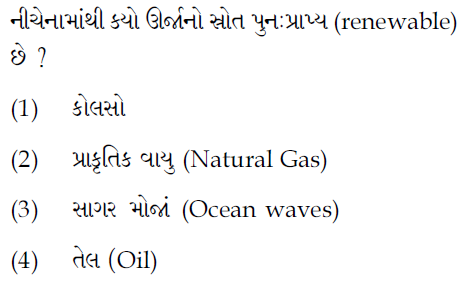 નીચેનામાંથી કયો ઊર્જાનો સ્રોત પુનઃપ્રાપ્ય (renewable)
છે ?
(1) કોલસો
(2) પ્રાકૃતિક વાયુ (Natural Gas)
(3) સાગર મોજાં (Ocean waves)
(4) તેલ (Oil)